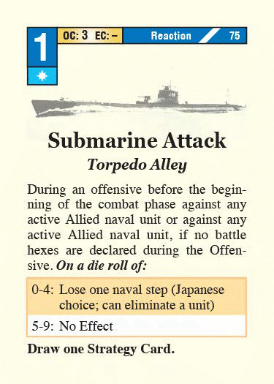 1
OC: 3 EC: –
Reaction
75
Submarine Attack
Torpedo Alley
During an offensive before the begin-
ning of the combat phase against any
active Allied naval unit or against any
active Allied naval unit, if no battle
hexes are declared during the Offen-
sive. On a die roll of:
0-4: Lose one naval step (Japanese
choice; can eliminate a unit)
5-9: No Effect
Draw one Strategy Card.